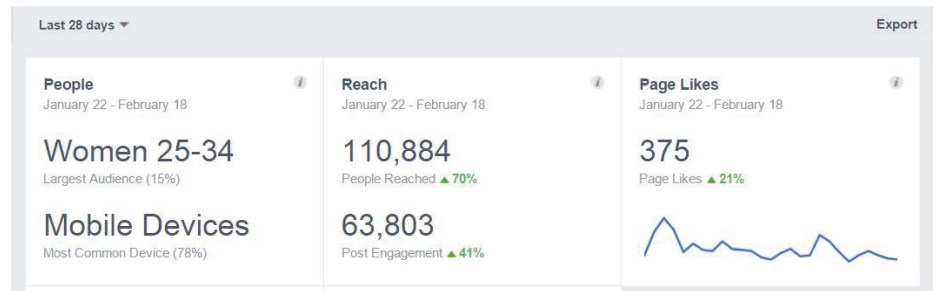 Last 28 days
Export
People
January 22 - February 18
Women 25-34
Largest Audience (15%)
Mobile Devices
Most Common Device (78%)
Reach
January 22 - February 18
110,884
People Reached ▲ 70%
63,803
Post Engagement ▲ 41%
Page Likes
January 22 - February 18
375
Page Likes ▲ 21%